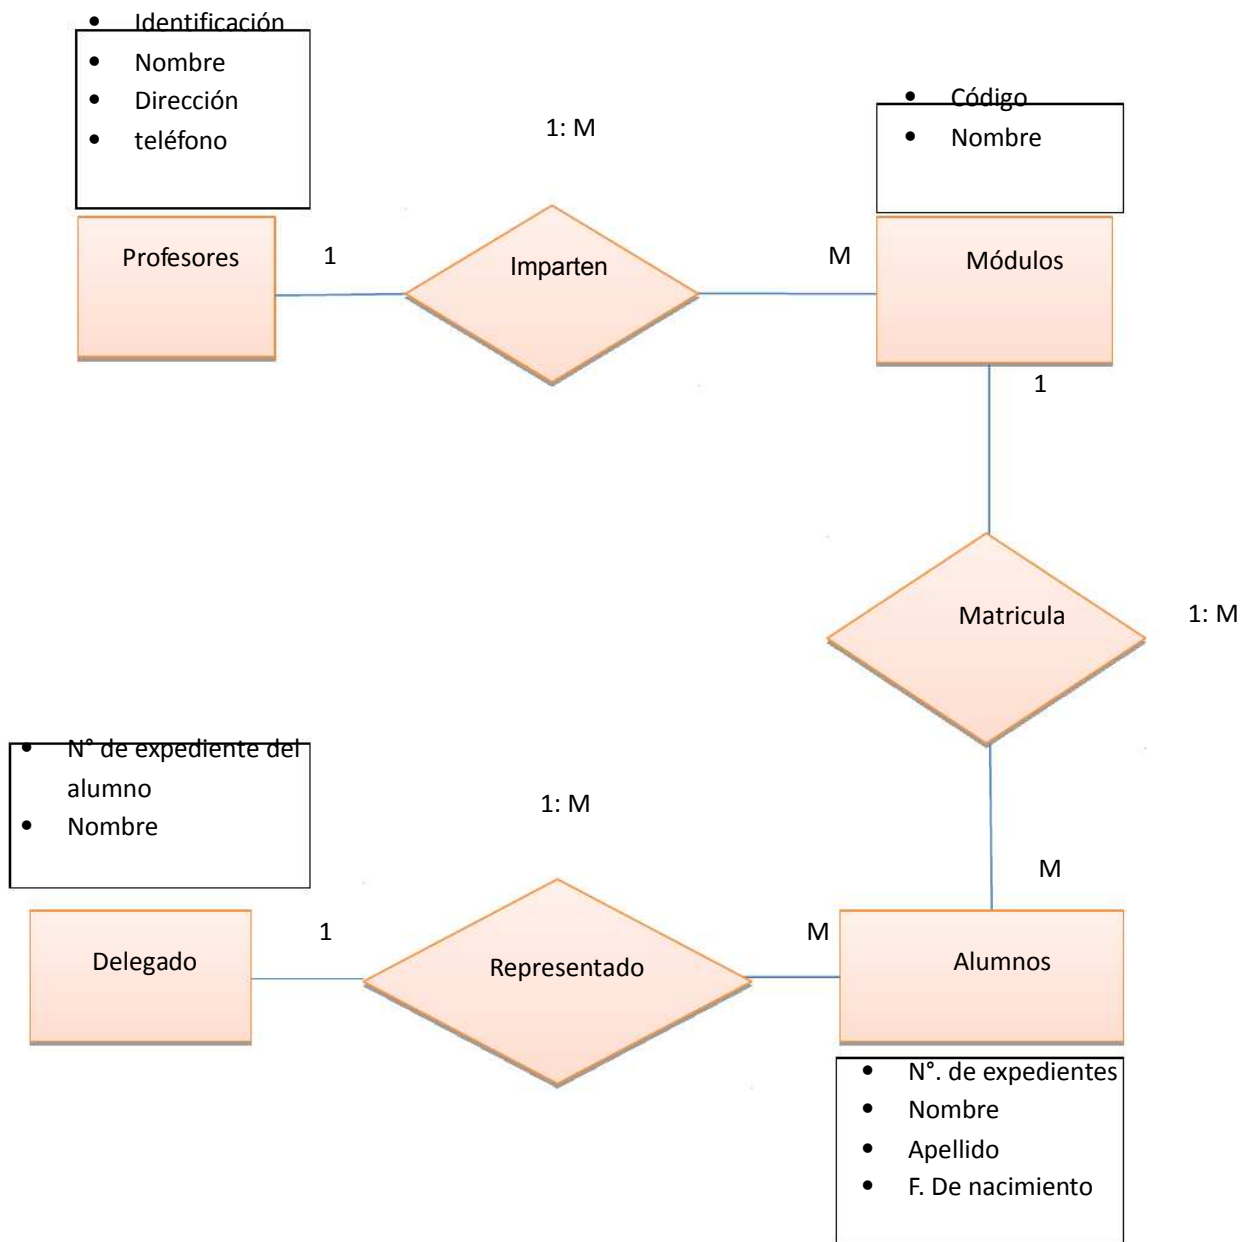 • Identificación
• Nombre
• Dirección
• teléfono
• Código
• Nombre
1: M
Profesores
1
Imparten
M
Módulos
1
Matricula
1: M
• N° de expediente del
alumno
• Nombre
1: M
M
Delegado
1
Representado
M
Alumnos
• N°. de expedientes
• Nombre
• Apellido
• F. De nacimiento